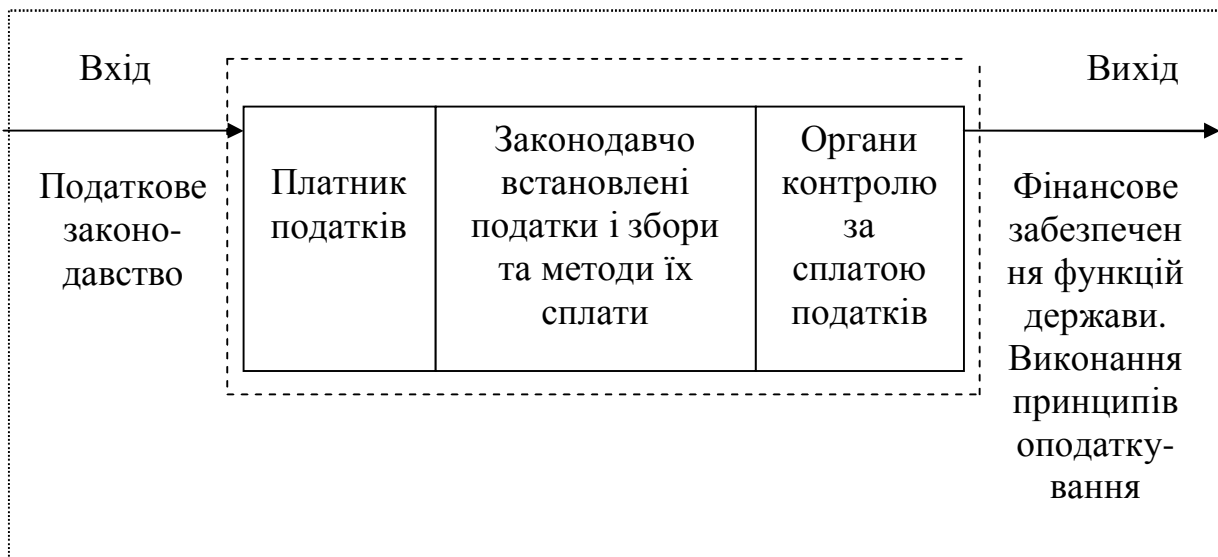 Вхід
Податкове
законо-
давство
Платник
податків
Законодавчо
встановлені
податки і збори
та методи їх
сплати
Органи
контролю
за
сплатою
податків
Вихід
Фінансове
забезпечен
ня функцій
держави.
Виконання
принципів
оподатку-
вання